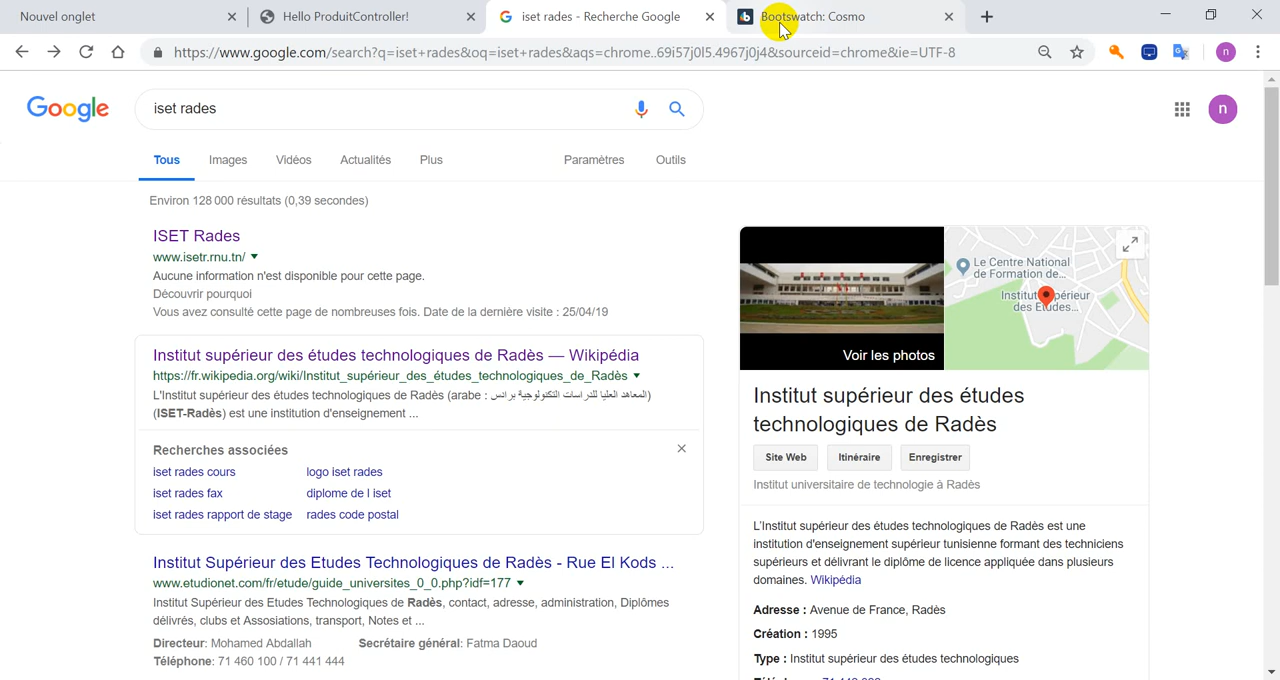 Nouvel onglet
Hello ProduitController!
iset rades - Recherche Google
Bootswatch: Cosmo
https://www.google.com/search?q=iset+rades&oq=iset+rades&aqs=chrome..69i57j0l5.4967j0j4&sourceid=chrome&ie=UTF-8
n
Google
iset rades
n
Tous
Images
Vidéos
Actualités
Plus
Paramètres
Outils
Environ 128 000 résultats (0,39 secondes)
ISET Rades
www.isetr.rnu.tn/
Aucune information n'est disponible pour cette page.
Découvrir pourquoi
Vous avez consulté cette page de nombreuses fois. Date de la dernière visite : 25/04/19
Institut supérieur des études technologiques de Radès — Wikipédia
https://fr.wikipedia.org/wiki/Institut_superieur_des_études_technologiques_de_Radès
L'Institut supérieur des études technologiques de Radès (arabe : المعاهد العليا للدراسات التكنولوجية برادس)
(ISET-Radès) est une institution d'enseignement ...
Recherches associées
iset rades cours
logo iset rades
iset rades fax
diplome de l iset
iset rades rapport de stage
rades code postal
Institut Supérieur des Etudes Technologiques de Radès - Rue El Kods ...
www.etudionet.com/fr/etude/guide_universites_0_0.php?idf=177
Institut Supérieur des Etudes Technologiques de Radès, contact, adresse, administration, Diplômes
délivrés, clubs et Assosiations, transport, Notes et ...
Directeur: Mohamed Abdallah
Secrétaire général: Fatma Daoud
Téléphone: 71 460 100 / 71 441 444
Voir les photos
Le Centre National
de Formation de...
Institut supérieur
des Etudes...
Institut supérieur des études
technologiques de Radès
Site Web
Itinéraire
Enregistrer
Institut universitaire de technologie à Radès
L'Institut supérieur des études technologiques de Radès est une
institution d'enseignement supérieur tunisienne formant des techniciens
supérieurs et délivrant le diplôme de licence appliquée dans plusieurs
domaines. Wikipédia
Adresse : Avenue de France, Radès
Création : 1995
Type : Institut supérieur des études technologiques